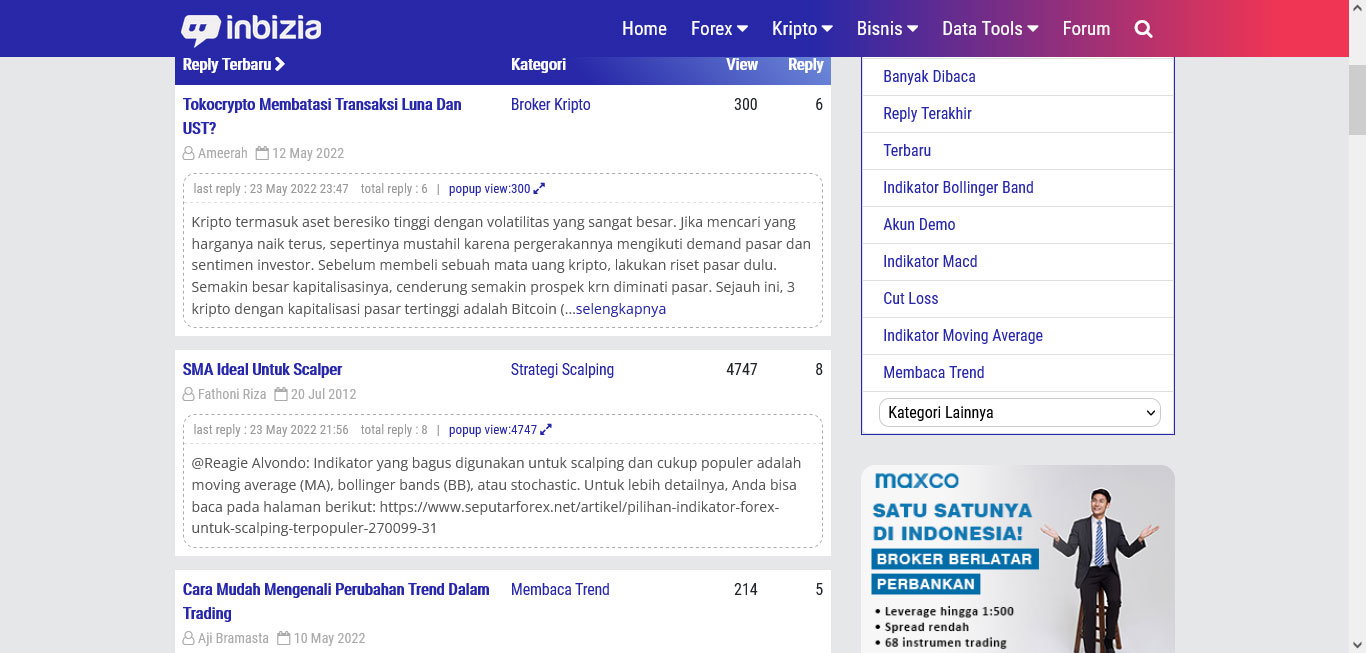 inbizia
Home Forex Kripto Bisnis Data Tools Forum
Reply Terbaru Kategori View Reply
Tokocrypto Membatasi Transaksi Luna Dan
UST?
Broker Kripto 300 6
Ameerah 12 May 2022
last reply : 23 May 2022 23:47 total reply : 6 | popup view:300
Kripto termasuk aset beresiko tinggi dengan volatilitas yang sangat besar. Jika mencari yang
harganya naik terus, sepertinya mustahil karena pergerakannya mengikuti demand pasar dan
sentimen investor. Sebelum membeli sebuah mata uang kripto, lakukan riset pasar dulu.
Semakin besar kapitalisasinya, cenderung semakin prospek krn diminati pasar. Sejauh ini, 3
kripto dengan kapitalisasi pasar tertinggi adalah Bitcoin (...selengkapnya
SMA Ideal Untuk Scalper Strategi Scalping 4747 8
Fathoni Riza 20 Jul 2012
last reply : 23 May 2022 21:56 total reply : 8 | popup view:4747
@Reagie Alvondo: Indikator yang bagus digunakan untuk scalping dan cukup populer adalah
moving average (MA), bollinger bands (BB), atau stochastic. Untuk lebih detailnya, Anda bisa
baca pada halaman berikut: https://www.seputarforex.net/artikel/pilihan-indikator-forex-
untuk-scalping-terpopuler-270099-31
Cara Mudah Mengenali Perubahan Trend Dalam
Trading
Membaca Trend 214 5
Aji Bramasta 10 May 2022
Banyak Dibaca
Reply Terakhir
Terbaru
Indikator Bollinger Band
Akun Demo
Indikator Macd
Cut Loss
Indikator Moving Average
Membaca Trend
Kategori Lainnya
maxco
SATU SATUNYA
DI INDONESIA!
BROKER BERLATAR
PERBANKAN
• Leverage hingga 1:500
• Spread rendah
• 68 instrumen trading